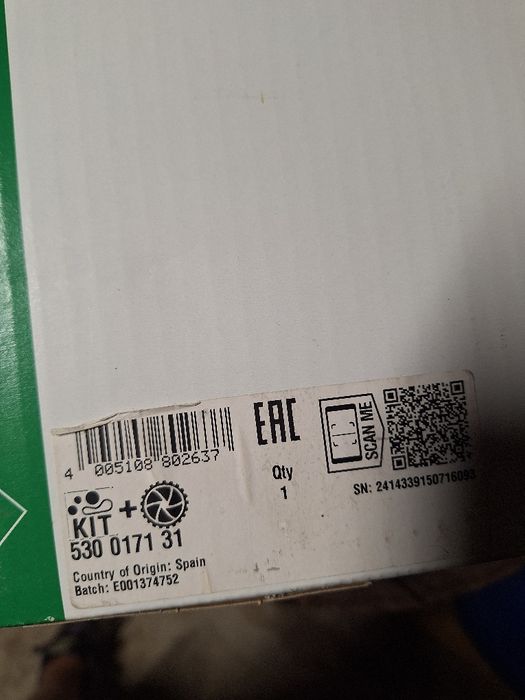 4 005108 802637
EAC
SCAN ME
Qty
1
SN: 2414339150716093
KIT +
530 0171 31
Country of Origin: Spain
Batch: E001374752